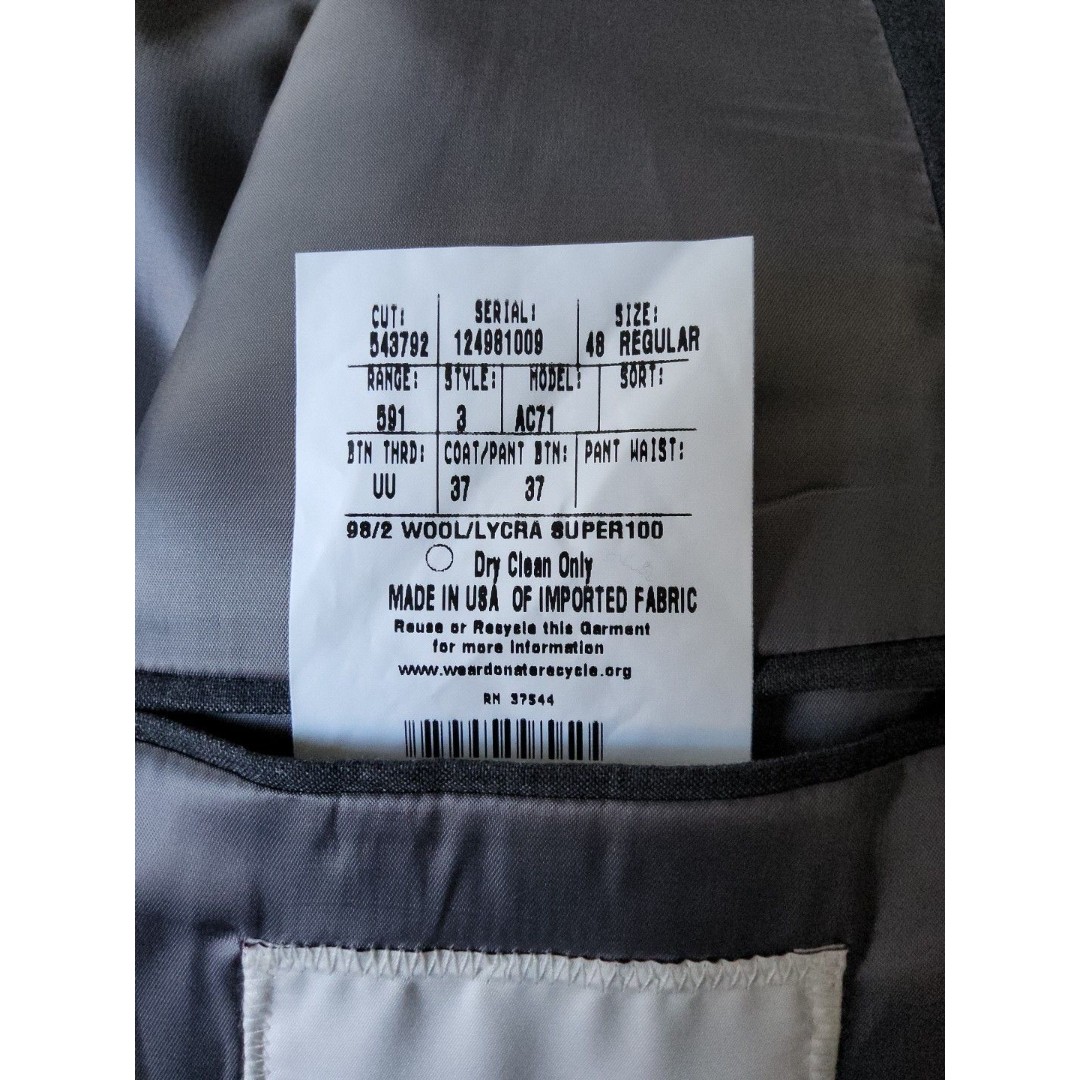 CUT: SERIAL: SIZE:
543792 124981009 48 REGULAR
RANGE: STYLE: MODEL: SORT:
591 3 AC71
BTN THRD: COAT/PANT BTN: PANT WAIST:
UU 37 37
98/2 WOOL/LYCRA SUPER100
Dry Clean Only
MADE IN USA OF IMPORTED FABRIC
Reuse or Recycle this Garment
for more information
www.weardonaterecycle.org
RN 37544